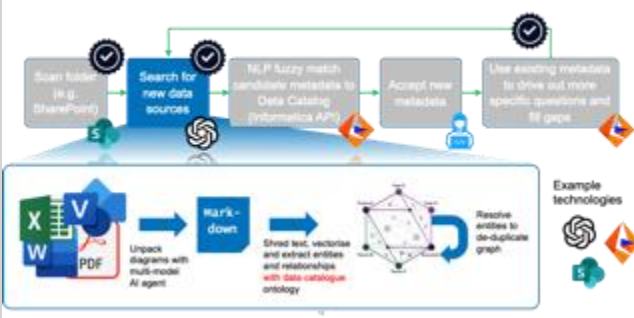 Scan folder
(e.g.
SharePoint)
Search for
new data
sources
NLP fuzzy match
candidate metadata to
Data Catalog
(Informatica API)
Accept new
metadata
Use existing metadata
to drive out more
specific questions and
fill gaps
X
V
W
PDF
Unpack
diagrams with
multi-model
AI agent
Mark-
down
Shred text, vectorise
and extract entities
and relationships
with data catalogue
ontology
Resolve
entities to
de-duplicate
graph
Example
technologies
S